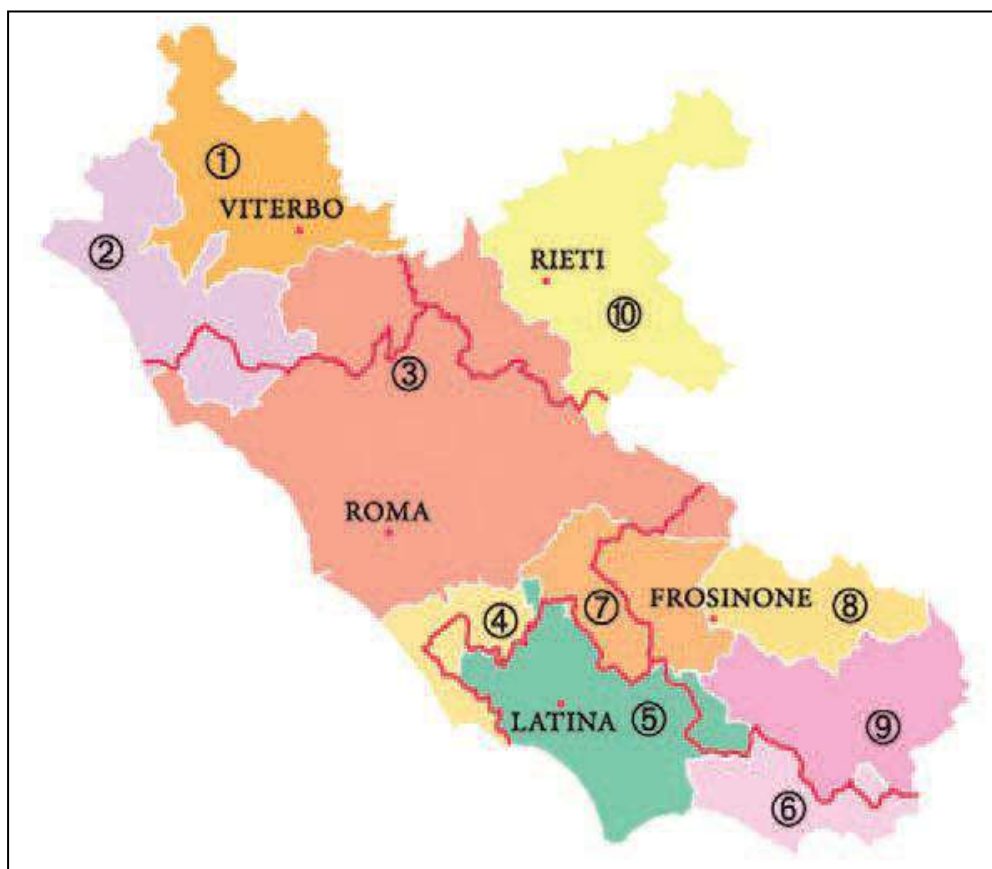 ①
VITERBO
②
RIETI
⑩
③
ROMA
④
⑦
FROSINONE
⑧
LATINA
⑤
⑨
⑥